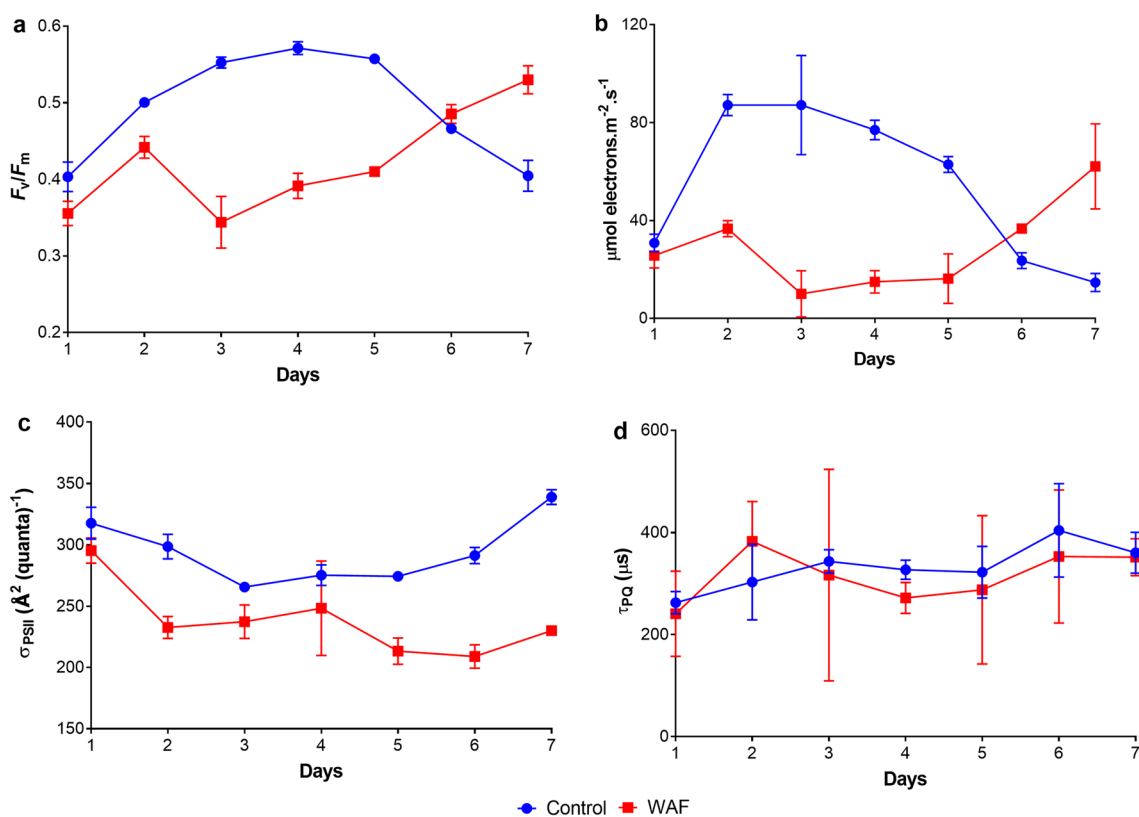 a
0.6
0.5
0.4
0.3
0.2
Fv/Fm
1 2 3 4 5 6 7
Days
b
120
80
40
0
µmol electrons.m-2.s-1
1 2 3 4 5 6 7
Days
c
400
350
300
250
200
150
σPSII (Å2 (quanta)-1)
1 2 3 4 5 6 7
Days
d
600
400
200
0
τPQ (µs)
1 2 3 4 5 6 7
Days
Control WAF